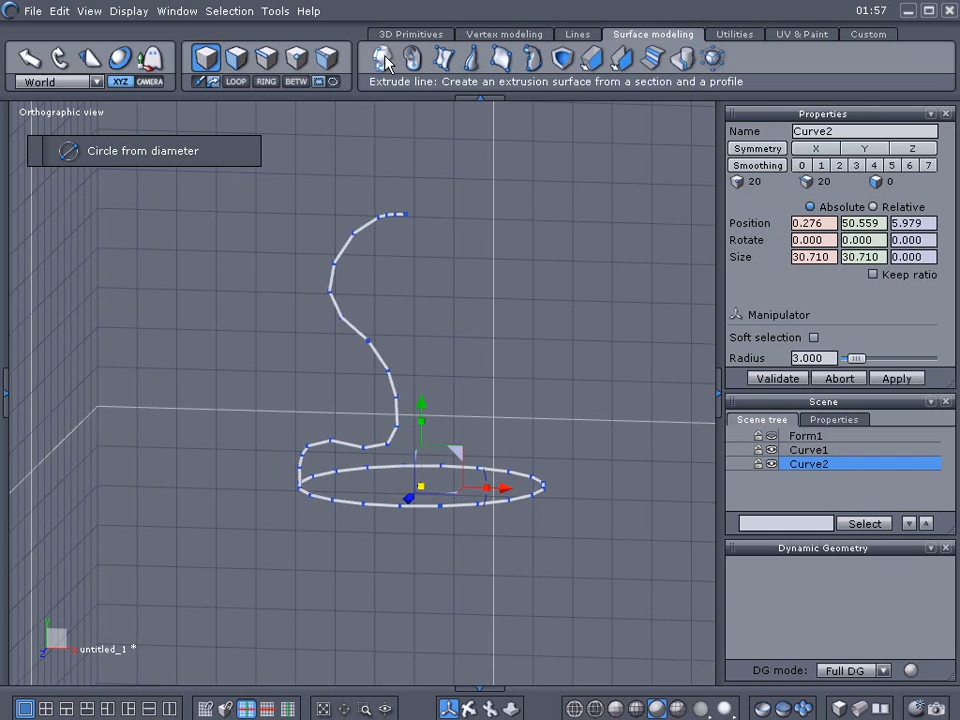 File Edit View Display Window Selection Tools Help
01:57
3D Primitives Vertex modeling Lines Surface modeling Utilities UV & Paint Custom
World
XYZ CAMERA
LOOP RING BETW
Extrude line: Create an extrusion surface from a section and a profile
Orthographic view
Circle from diameter
untitled_1 *
Properties
Name Curve2
Symmetry X Y Z
Smoothing 0 1 2 3 4 5 6 7
20 20 0
Absolute Relative
Position 0.276 50.559 5.979
Rotate 0.000 0.000 0.000
Size 30.710 30.710 0.000
Keep ratio
Manipulator
Soft selection
Radius 3.000
Validate Abort Apply
Scene
Scene tree Properties
Form1
Curve1
Curve2
Select
Dynamic Geometry
DG mode: Full DG